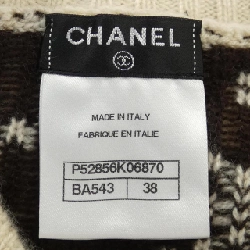 CHANEL
MADE IN ITALY
FABRIQUE EN ITALIE
P52856K06870
BA543 38